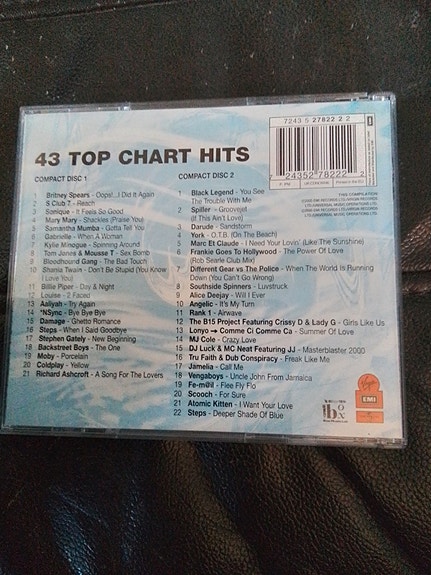 7243 5 27822 2 2
7 24352 78222 2
43 TOP CHART HITS
COMPACT DISC 1
1 Britney Spears - Oops!...I Did It Again
2 S Club 7 - Reach
3 Sonique - It Feels So Good
4 Mary Mary - Shackles (Praise You)
5 Samantha Mumba - Gotta Tell You
6 Gabrielle - When A Woman
7 Kylie Minogue - Spinning Around
8 Tom Jones & Mousse T - Sex Bomb
9 Bloodhound Gang - The Bad Touch
10 Shania Twain - Don't Be Stupid (You Know
I Love You)
11 Billie Piper - Day & Night
12 Louise - 2 Faced
13 Aaliyah - Try Again
14 *NSync - Bye Bye Bye
15 Damage - Ghetto Romance
16 Steps - When I Said Goodbye
17 Stephen Gately - New Beginning
18 Backstreet Boys - The One
19 Moby - Porcelain
20 Coldplay - Yellow
21 Richard Ashcroft - A Song For The Lovers
COMPACT DISC 2
1 Black Legend - You See
The Trouble With Me
2 Spiller - Groovejet
(If This Ain't Love)
3 Darude - Sandstorm
4 York - O.T.B. (On The Beach)
5 Marc Et Claude - I Need Your Lovin' (Like The Sunshine)
6 Frankie Goes To Hollywood - The Power Of Love
(Rob Searle Club Mix)
7 Different Gear vs The Police - When The World Is Running
Down (You Can't Go Wrong)
8 Southside Spinners - Luvstruck
9 Alice Deejay - Will I Ever
10 Angelic - It's My Turn
11 Rank 1 - Airwave
12 The B15 Project Featuring Crissy D & Lady G - Girls Like Us
13 Lonyo → Comme Ci Comme Ca - Summer Of Love
14 MJ Cole - Crazy Love
15 DJ Luck & MC Neat Featuring JJ - Masterblaster 2000
16 Tru Faith & Dub Conspiracy - Freak Like Me
17 Jamelia - Call Me
18 Vengaboys - Uncle John From Jamaica
19 Fe-m@il - Flee Fly Flo
20 Scooch - For Sure
21 Atomic Kitten - I Want Your Love
22 Steps - Deeper Shade Of Blue
THIS COMPILATION
Virgin
EMI